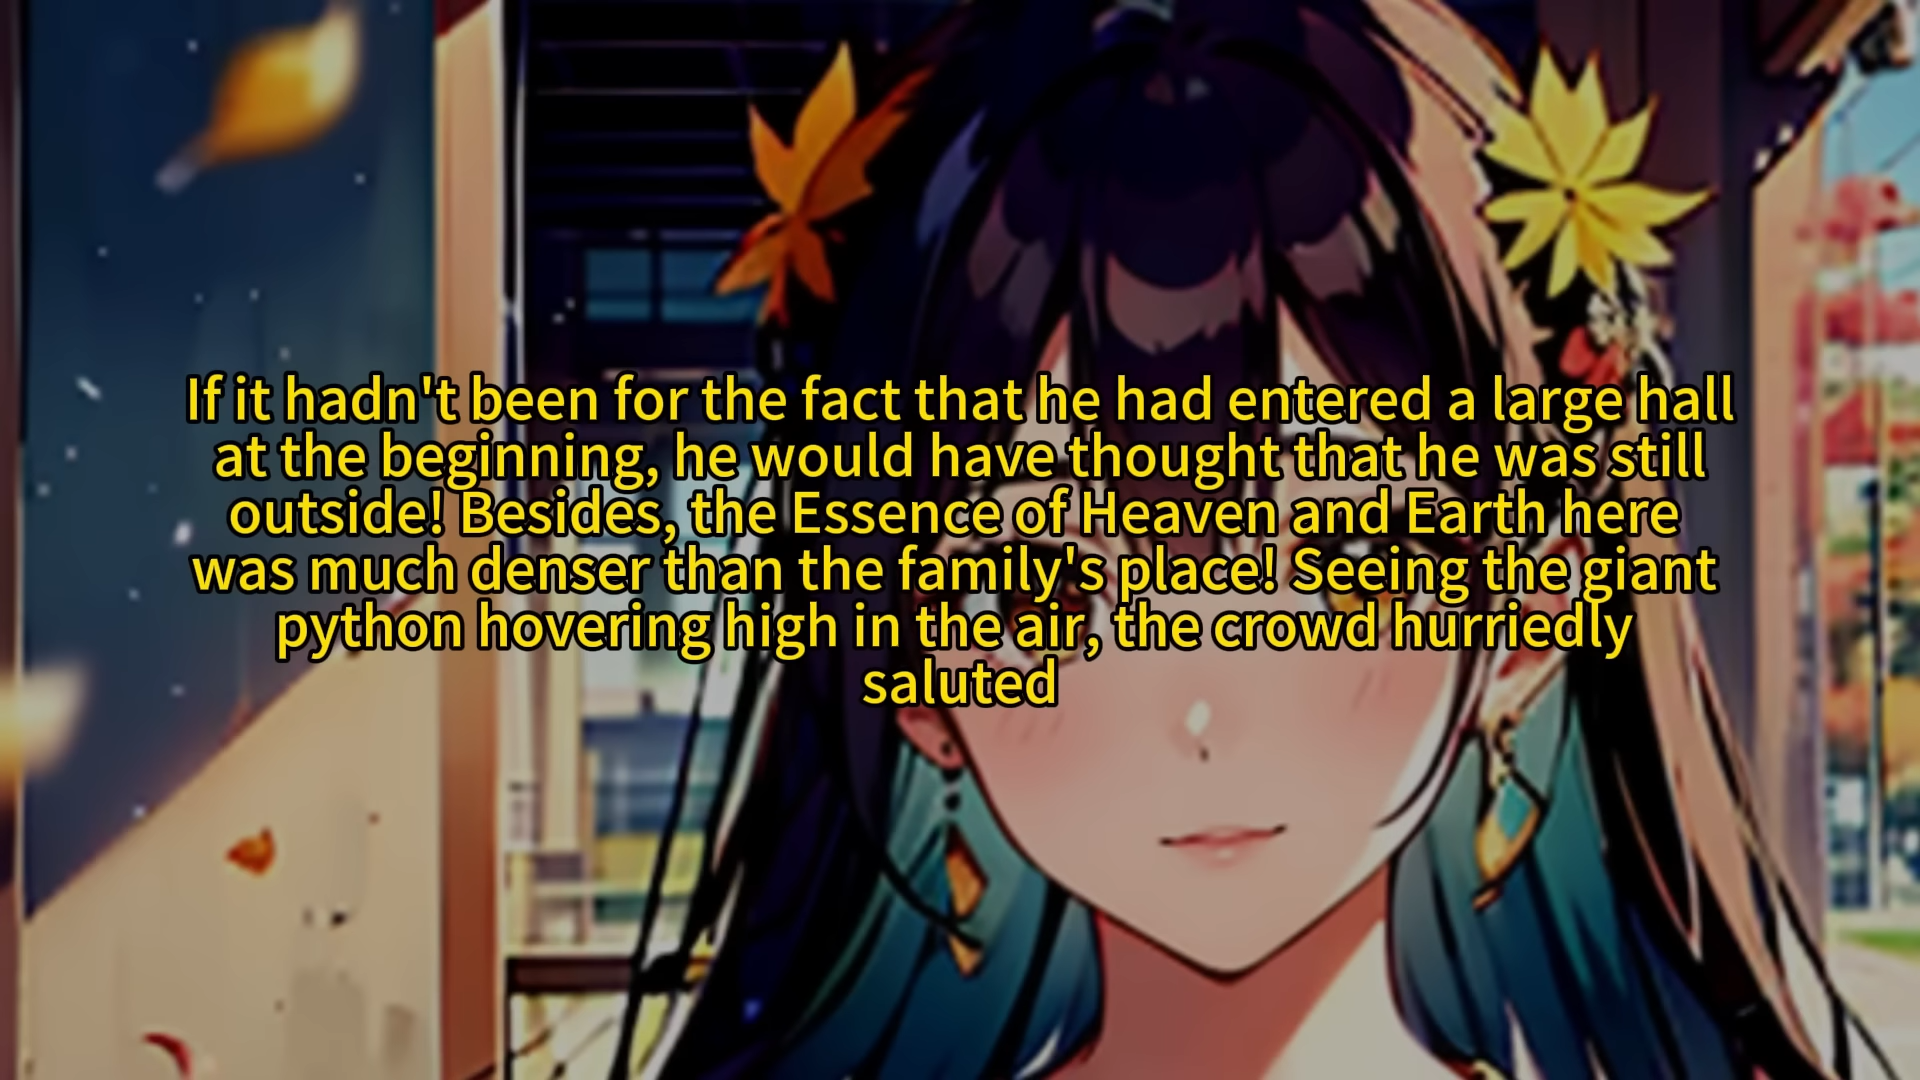 If it hadn't been for the fact that he had entered a large hall
at the beginning, he would have thought that he was still
outside! Besides, the Essence of Heaven and Earth here
was much denser than the family's place! Seeing the giant
python hovering high in the air, the crowd hurriedly
saluted